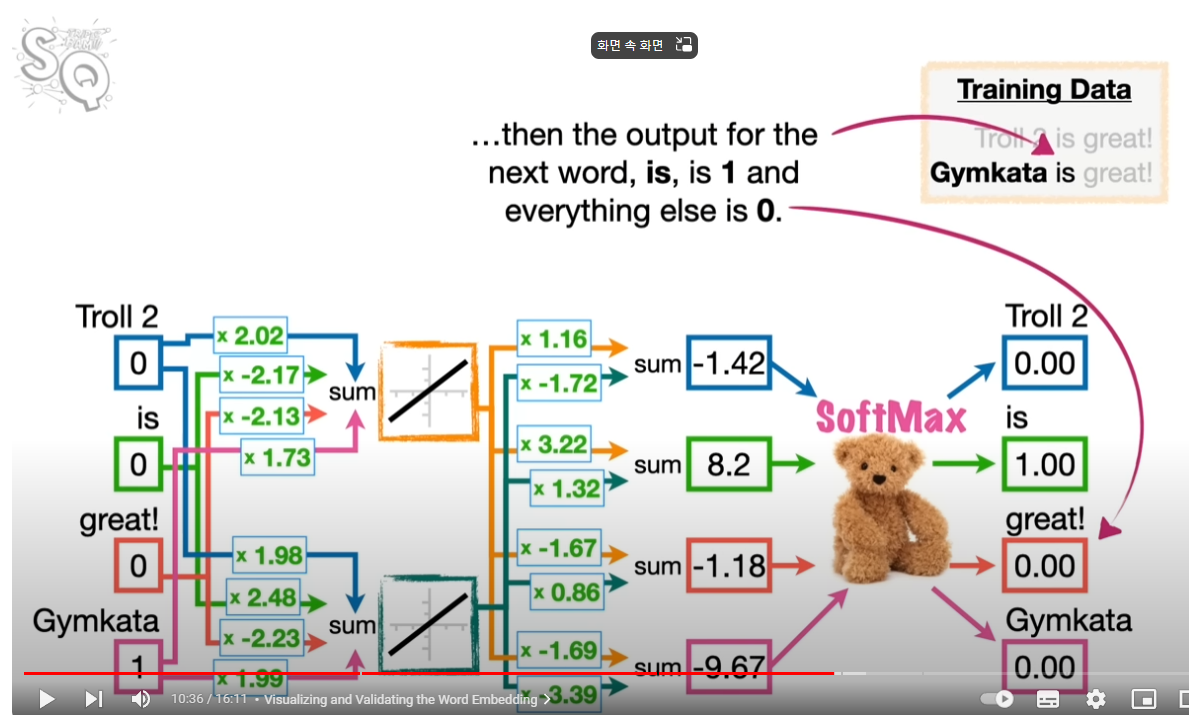 SQ
화면 속 화면
Training Data
Troll 2 is great!
Gymkata is great!
...then the output for the
next word, is, is 1 and
everything else is 0.
Troll 2
0
is
0
great!
0
Gymkata
1
x 2.02
x -2.17
x -2.13
x 1.73
sum
x 1.98
x 2.48
x -2.23
x 1.99
sum
x 1.16
x -1.72
x 3.22
x 1.32
x -1.67
x 0.86
x -1.69
-3.39
sum -1.42
sum 8.2
sum -1.18
sum -9.67
SoftMax
Troll 2
0.00
is
1.00
great!
0.00
Gymkata
0.00
10:36 / 16:11 • Visualizing and Validating the Word Embedding >